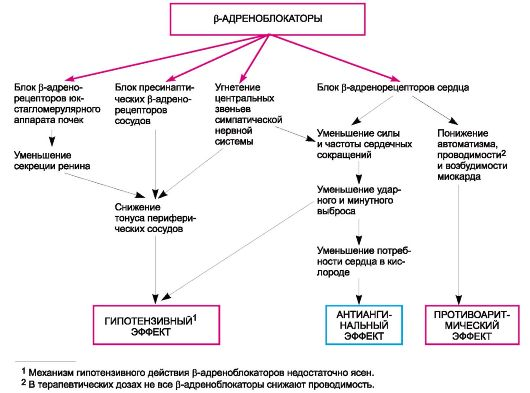 β-АДРЕНОБЛОКАТОРЫ
Блок β-адрено-
рецепторов юк-
стагломерулярного
аппарата почек
Блок пресинапти-
ческих β-адрено-
рецепторов
сосудов
Угнетение
центральных
звеньев
симпатической
нервной
системы
Блок β-адренорецепторов сердца
Уменьшение
секреции ренина
Уменьшение силы
и частоты сердечных
сокращений
Понижение
автоматизма,
проводимости2
и возбудимости
миокарда
Снижение
тонуса перифери-
ческих сосудов
Уменьшение удар-
ного и минутного
выброса
Уменьшение потреб-
ности сердца в кис-
лороде
ГИПОТЕНЗИВНЫЙ1
ЭФФЕКТ
АНТИАНГИ-
НАЛЬНЫЙ
ЭФФЕКТ
ПРОТИВОАРИТ-
МИЧЕСКИЙ
ЭФФЕКТ
1 Механизм гипотензивного действия β-адреноблокаторов недостаточно ясен.
2 В терапевтических дозах не все β-адреноблокаторы снижают проводимость.